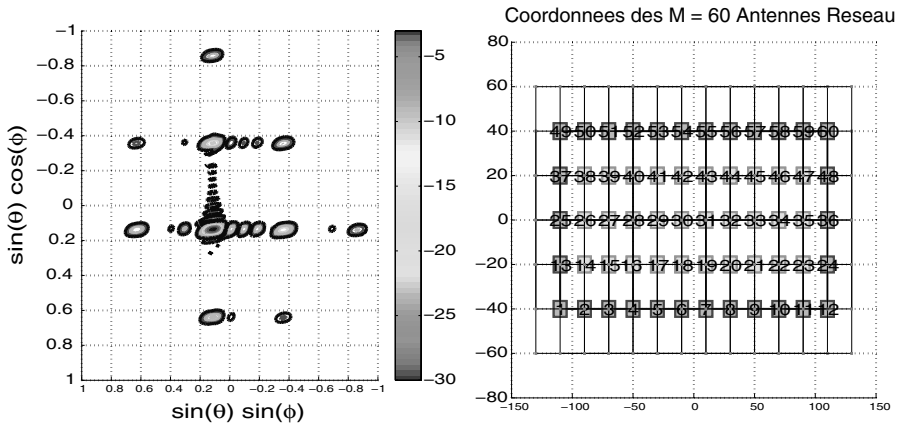 Coordonnees des M = 60 Antennes Reseau
−1
−0.8
−0.6
−0.4
−0.2
0
0.2
0.4
0.6
0.8
1
sin(θ) cos(φ)
1 0.8 0.6 0.4 0.2 0 −0.2 −0.4 −0.6 −0.8 −1
sin(θ) sin(φ)
−5
−10
−15
−20
−25
−30
80
60
40
20
0
−20
−40
−60
−80
−150 −100 −50 0 50 100 150
49 50 51 52 53 54 55 56 57 58 59 60
37 38 39 40 41 42 43 44 45 46 47 48
25 26 27 28 29 30 31 32 33 34 35 36
13 14 15 16 17 18 19 20 21 22 23 24
1 2 3 4 5 6 7 8 9 10 11 12